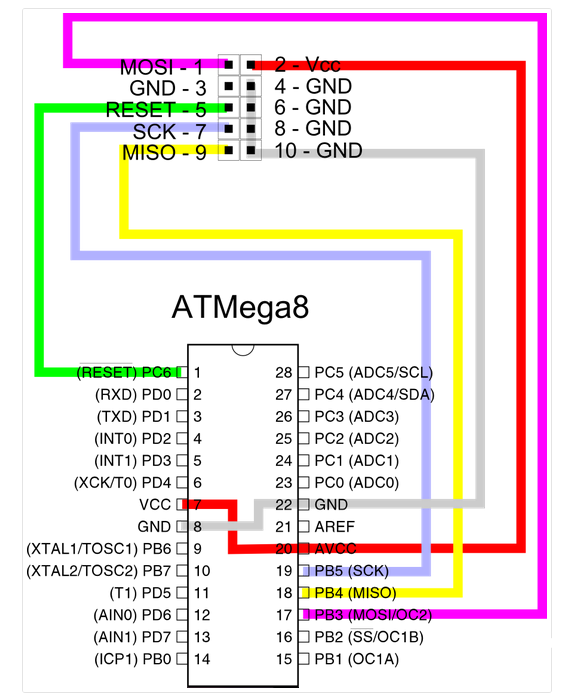 MOSI - 1 2 - Vcc
GND - 3 4 - GND
RESET - 5 6 - GND
SCK - 7 8 - GND
MISO - 9 10 - GND
ATMega8
(RESET) PC6 1 28 PC5 (ADC5/SCL)
(RXD) PD0 2 27 PC4 (ADC4/SDA)
(TXD) PD1 3 26 PC3 (ADC3)
(INT0) PD2 4 25 PC2 (ADC2)
(INT1) PD3 5 24 PC1 (ADC1)
(XCK/T0) PD4 6 23 PC0 (ADC0)
VCC 7 22 GND
GND 8 21 AREF
(XTAL1/TOSC1) PB6 9 20 AVCC
(XTAL2/TOSC2) PB7 10 19 PB5 (SCK)
(T1) PD5 11 18 PB4 (MISO)
(AIN0) PD6 12 17 PB3 (MOSI/OC2)
(AIN1) PD7 13 16 PB2 (SS/OC1B)
(ICP1) PB0 14 15 PB1 (OC1A)